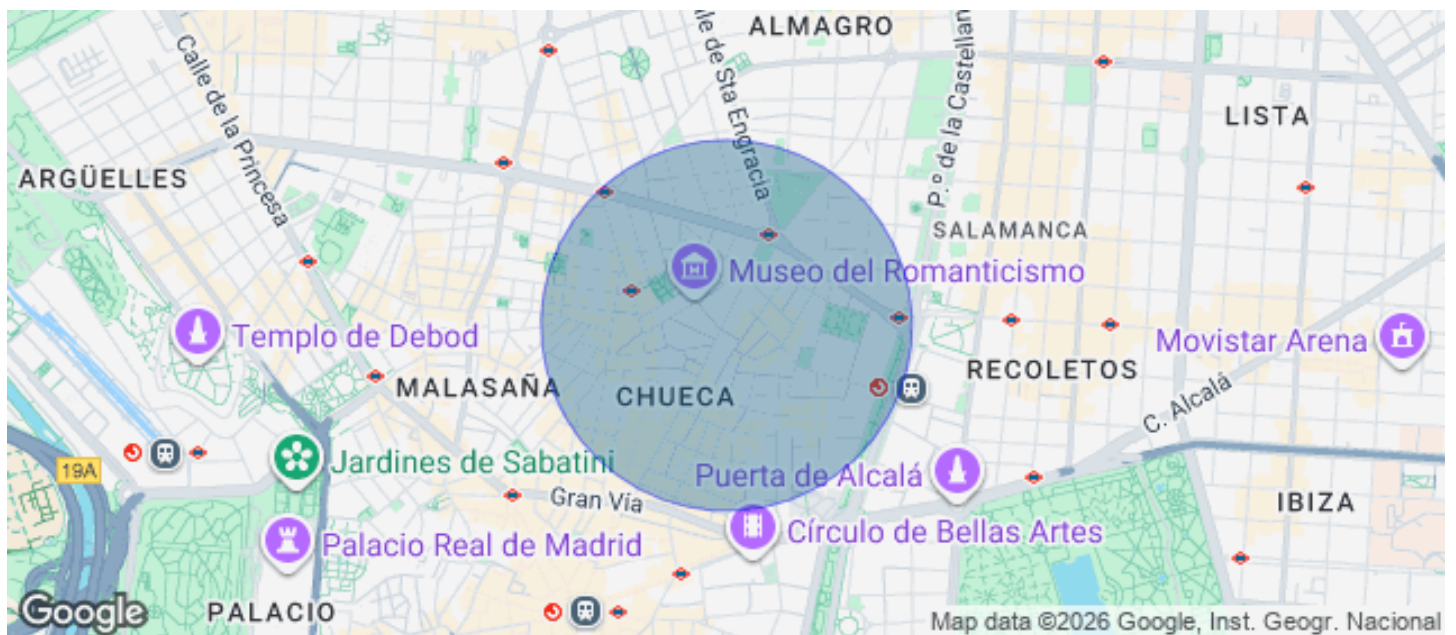 ALMAGRO
Calle de la Princesa
lle de Sta Engracia
P.º de la Castellan
LISTA
ARGÜELLES
SALAMANCA
Museo del Romanticismo
Templo de Debod
Movistar Arena
RECOLETOS
MALASAÑA
CHUECA
C. Alcalá
19A
Jardines de Sabatini
Puerta de Alcalá
Gran Vía
IBIZA
Círculo de Bellas Artes
Palacio Real de Madrid
Google
PALACIO
Map data ©2026 Google, Inst. Geogr. Nacional